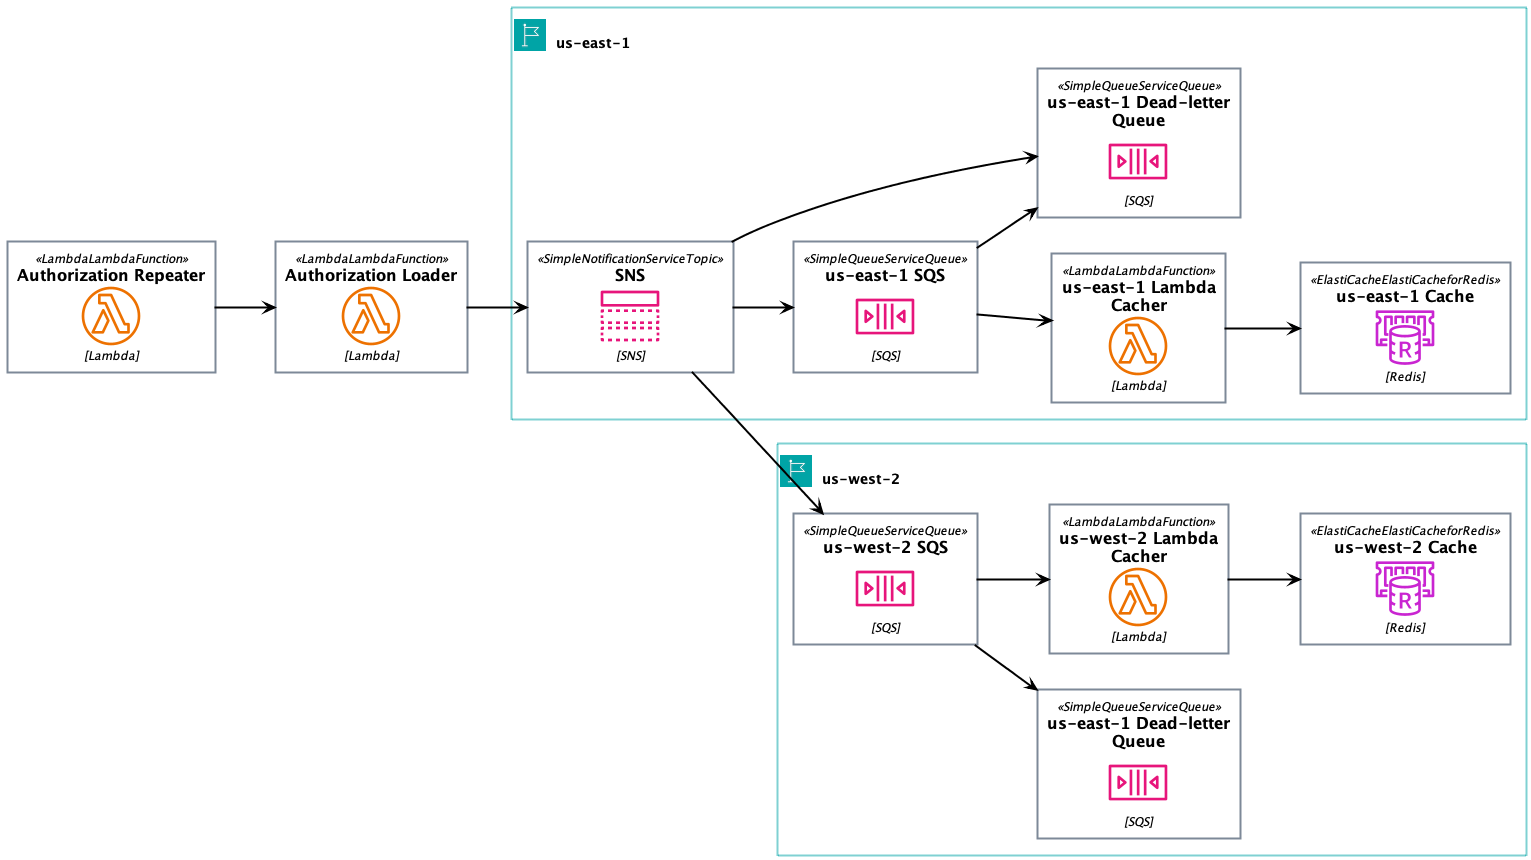 us-east-1
«SimpleQueueServiceQueue»
us-east-1 Dead-letter
Queue
[SQS]
«LambdaLambdaFunction»
Authorization Repeater
[Lambda]
«LambdaLambdaFunction»
Authorization Loader
[Lambda]
«SimpleNotificationServiceTopic»
SNS
[SNS]
«SimpleQueueServiceQueue»
us-east-1 SQS
[SQS]
«LambdaLambdaFunction»
us-east-1 Lambda
Cacher
[Lambda]
«ElastiCacheElastiCacheforRedis»
us-east-1 Cache
R
[Redis]
us-west-2
«SimpleQueueServiceQueue»
us-west-2 SQS
[SQS]
«LambdaLambdaFunction»
us-west-2 Lambda
Cacher
[Lambda]
«ElastiCacheElastiCacheforRedis»
us-west-2 Cache
R
[Redis]
«SimpleQueueServiceQueue»
us-east-1 Dead-letter
Queue
[SQS]